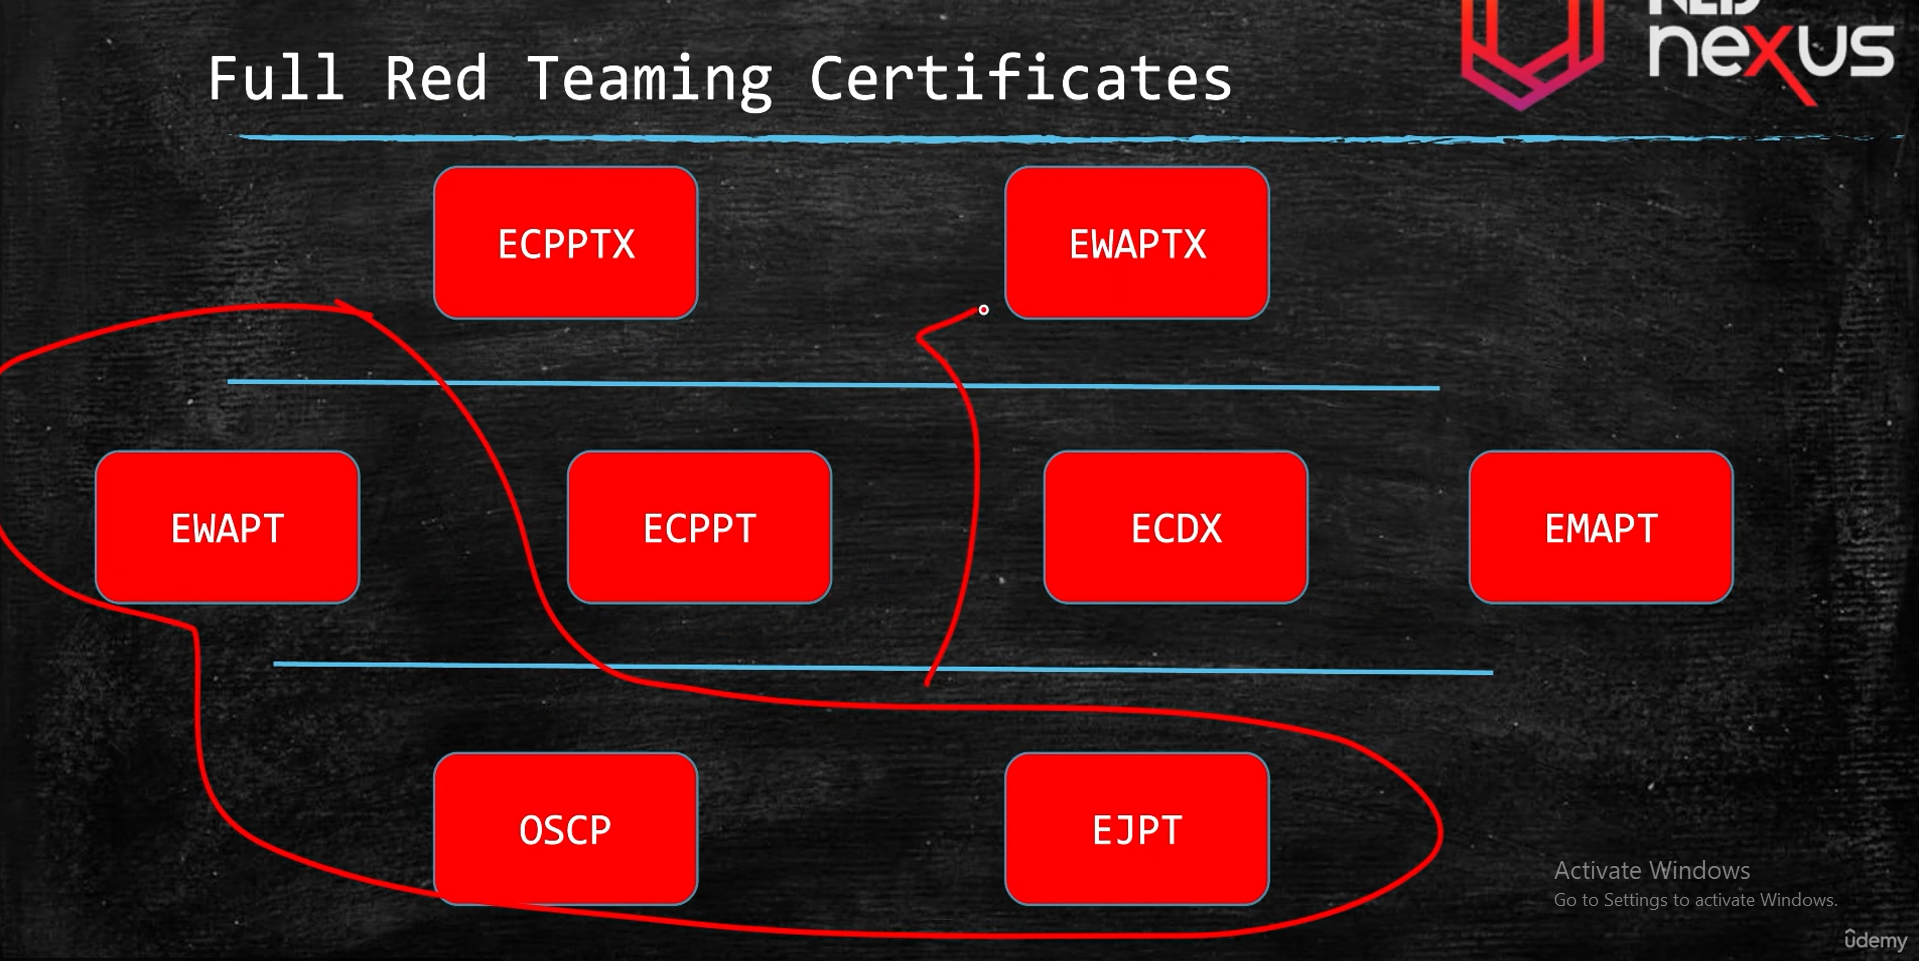 nexus
Full Red Teaming Certificates
ECPPTX
EWAPTX
EWAPT
ECPPT
ECDX
EMAPT
OSCP
EJPT
Activate Windows
Go to Settings to activate Windows.
ûdemy